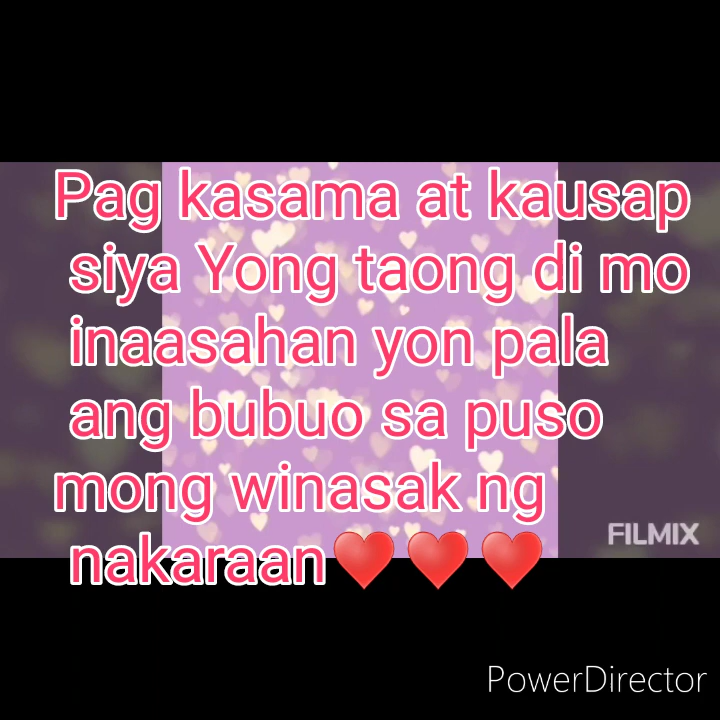 Pag kasama at kausap
siya Yong taong di mo
inaasahan yon pala
ang bubuo sa puso
mong winasak ng
nakaraan♥️♥️♥️
FILMIX
PowerDirector